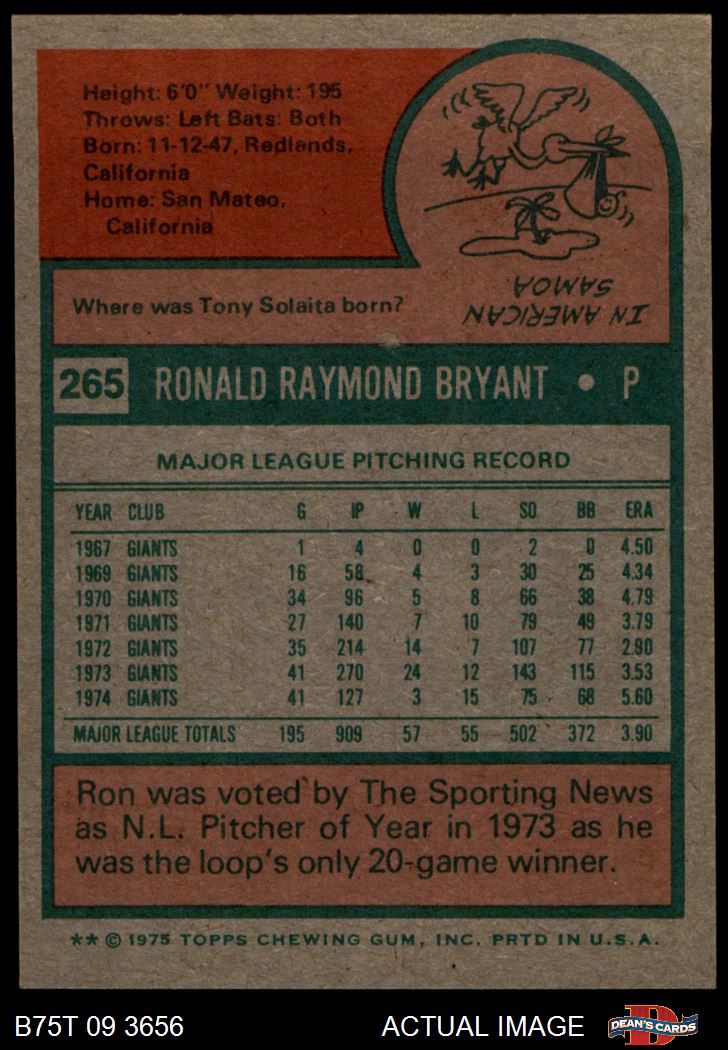 Height: 6'0" Weight: 195
Throws: Left Bats: Both
Born: 11-12-47, Redlands,
California
Home: San Mateo,
California
Where was Tony Solaita born?
IN AMERICAN
SAMOA.
265 RONALD RAYMOND BRYANT • P
MAJOR LEAGUE PITCHING RECORD
YEAR CLUB G IP W L SO BB ERA
1967 GIANTS 1 4 0 0 2 0 4.50
1969 GIANTS 16 58 4 3 30 25 4.34
1970 GIANTS 34 96 5 8 66 38 4.79
1971 GIANTS 27 140 7 10 79 49 3.79
1972 GIANTS 35 214 14 7 107 77 2.90
1973 GIANTS 41 270 24 12 143 115 3.53
1974 GIANTS 41 127 3 15 75 68 5.60
MAJOR LEAGUE TOTALS 195 909 57 55 502 372 3.90
Ron was voted by The Sporting News
as N.L. Pitcher of Year in 1973 as he
was the loop's only 20-game winner.
** © 1975 TOPPS CHEWING GUM, INC. PRTD IN U.S.A.
B75T 09 3656 ACTUAL IMAGE
D
DEAN'S CARDS